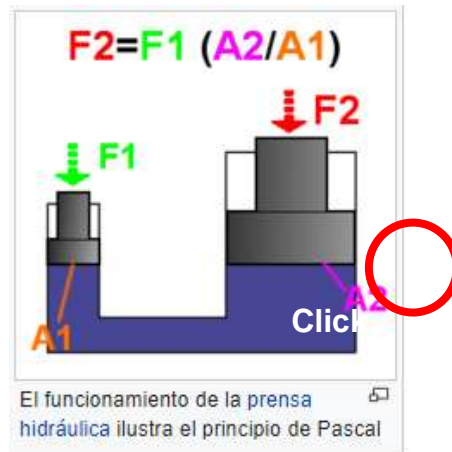 F2=F1 (A2/A1)
F2
F1
A2
Click
A1
El funcionamiento de la prensa
hidráulica ilustra el principio de Pascal